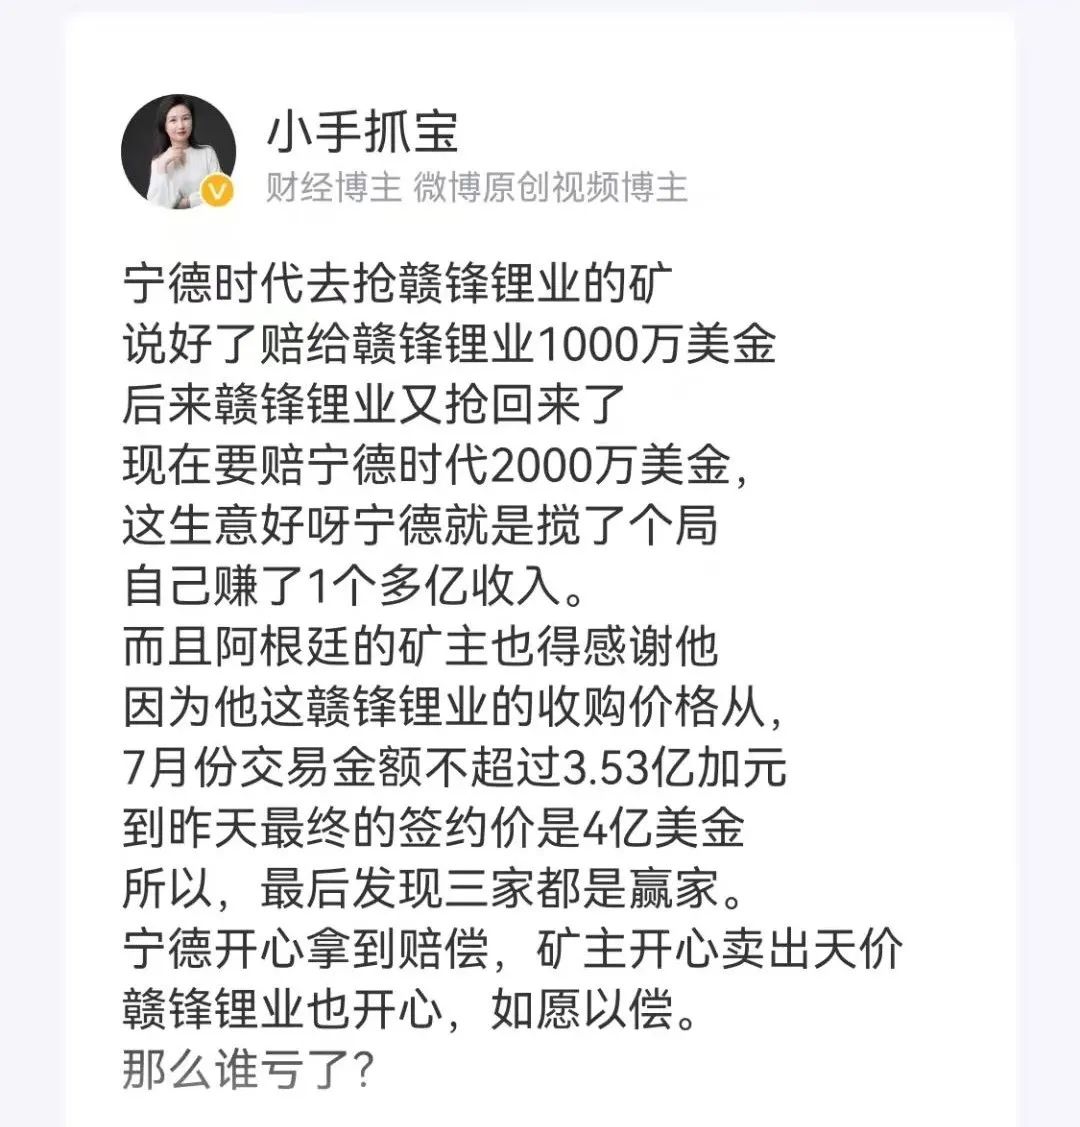 小手抓宝
财经博主 微博原创视频博主
宁德时代去抢赣锋锂业的矿
说好了赔给赣锋锂业1000万美金
后来赣锋锂业又抢回来了
现在要赔宁德时代2000万美金，
这生意好呀宁德就是搅了个局
自己赚了1个多亿收入。
而且阿根廷的矿主也得感谢他
因为他这赣锋锂业的收购价格从，
7月份交易金额不超过3.53亿加元
到昨天最终的签约价是4亿美金
所以，最后发现三家都是赢家。
宁德开心拿到赔偿，矿主开心卖出天价
赣锋锂业也开心，如愿以偿。
那么谁亏了？